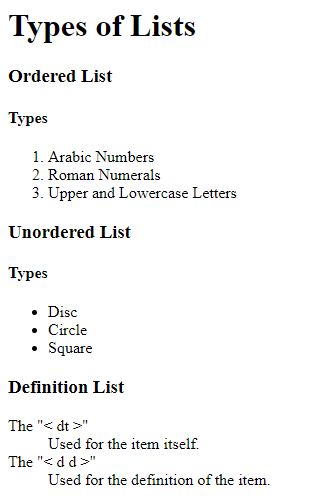 Types of Lists
Ordered List
Types
1. Arabic Numbers
2. Roman Numerals
3. Upper and Lowercase Letters
Unordered List
Types
• Disc
• Circle
• Square
Definition List
The "< dt >"
Used for the item itself.
The "< d d >"
Used for the definition of the item.